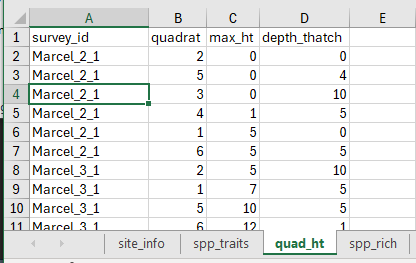 A B C D E
1 survey_id quadrat max_ht depth_thatch
2 Marcel_2_1 2 0 0
3 Marcel_2_1 5 0 4
4 Marcel_2_1 3 0 10
5 Marcel_2_1 4 1 5
6 Marcel_2_1 1 5 0
7 Marcel_2_1 6 5 5
8 Marcel_3_1 2 5 10
9 Marcel_3_1 1 7 5
10 Marcel_3_1 5 10 5
11 Marcel_3_1 6 12 1
site_info spp_traits quad_ht spp_rich